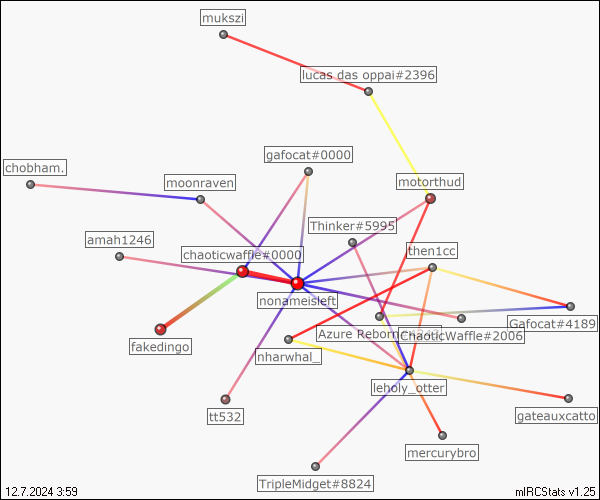 mukszi
lucas das oppai#2396
gafocat#0000
chobham.
moonraven
motorthud
Thinker#5995
amah1246
then1cc
chaoticwaffle#0000
nonameisleft
Gafocat#4189
Azure Reborn
ChaoticWaffle#2006
fakedingo
nharwhal_
leholy_otter
tt532
gateauxcatto
mercurybro
TripleMidget#8824
12.7.2024 3:59
mIRCStats v1.25